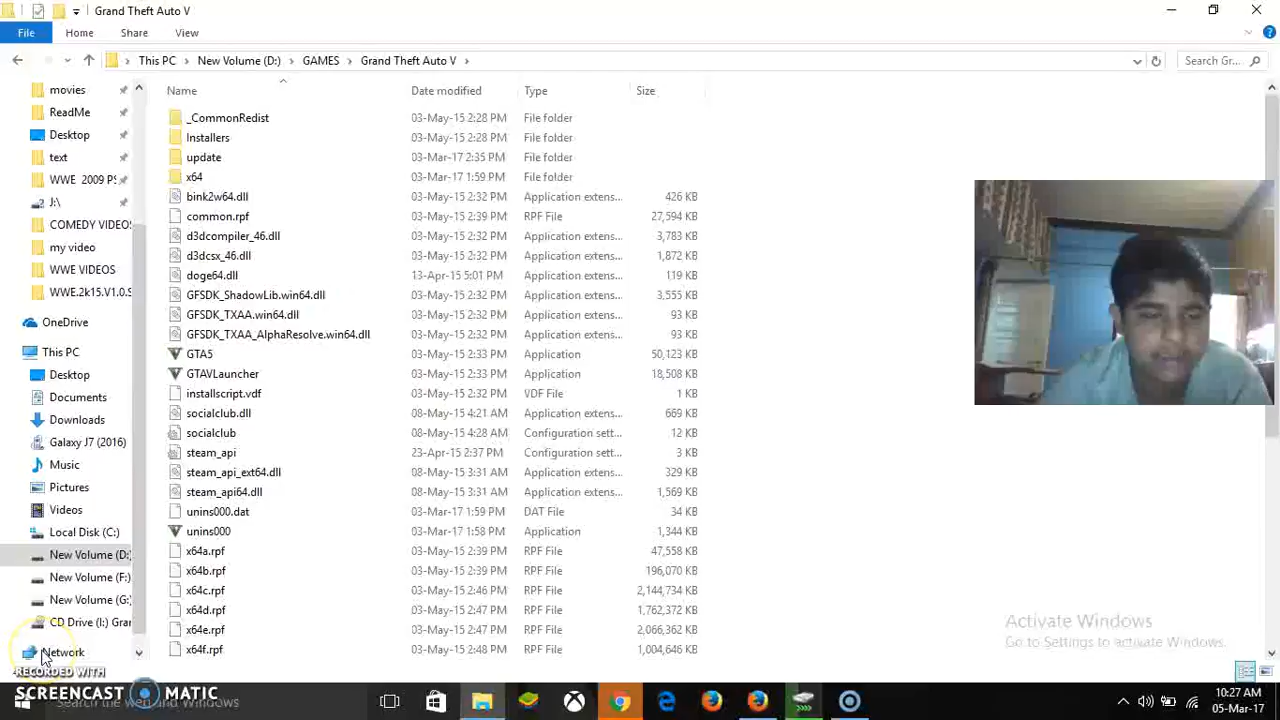 Grand Theft Auto V
File Home Share View
This PC New Volume (D:) GAMES Grand Theft Auto V Search Gr...
Name Date modified Type Size
movies
ReadMe
Desktop
text
WWE 2009 PS
J:\
COMEDY VIDEOS
my video
WWE VIDEOS
WWE.2k15.V1.0.S
OneDrive
This PC
Desktop
Documents
Downloads
Galaxy J7 (2016)
Music
Pictures
Videos
Local Disk (C:)
New Volume (D:
New Volume (F:
New Volume (G:
CD Drive (I:) Gran
Network
_CommonRedist 03-May-15 2:28 PM File folder
Installers 03-May-15 2:28 PM File folder
update 03-Mar-17 2:35 PM File folder
x64 03-Mar-17 1:59 PM File folder
bink2w64.dll 03-May-15 2:32 PM Application extens... 426 KB
common.rpf 03-May-15 2:39 PM RPF File 27,594 KB
d3dcompiler_46.dll 03-May-15 2:32 PM Application extens... 3,783 KB
d3dcsx_46.dll 03-May-15 2:32 PM Application extens... 1,872 KB
doge64.dll 13-Apr-15 5:01 PM Application extens... 119 KB
GFSDK_ShadowLib.win64.dll 03-May-15 2:32 PM Application extens... 3,555 KB
GFSDK_TXAA.win64.dll 03-May-15 2:32 PM Application extens... 93 KB
GFSDK_TXAA_AlphaResolve.win64.dll 03-May-15 2:32 PM Application extens... 93 KB
GTA5 03-May-15 2:33 PM Application 50,123 KB
GTAVLauncher 03-May-15 2:33 PM Application 18,508 KB
installscript.vdf 03-May-15 2:32 PM VDF File 1 KB
socialclub.dll 08-May-15 4:21 AM Application extens... 669 KB
socialclub 08-May-15 4:28 AM Configuration sett... 12 KB
steam_api 23-Apr-15 2:37 PM Configuration sett... 3 KB
steam_api_ext64.dll 08-May-15 3:31 AM Application extens... 329 KB
steam_api64.dll 08-May-15 3:31 AM Application extens... 1,569 KB
unins000.dat 03-Mar-17 1:59 PM DAT File 34 KB
unins000 03-Mar-17 1:58 PM Application 1,344 KB
x64a.rpf 03-May-15 2:39 PM RPF File 47,558 KB
x64b.rpf 03-May-15 2:39 PM RPF File 196,070 KB
x64c.rpf 03-May-15 2:46 PM RPF File 2,144,734 KB
x64d.rpf 03-May-15 2:47 PM RPF File 1,762,372 KB
x64e.rpf 03-May-15 2:47 PM RPF File 2,066,362 KB
x64f.rpf 03-May-15 2:48 PM RPF File 1,004,646 KB
Activate Windows
Go to Settings to activate Windows.
RECORDED WITH
SCREENCAST MATIC
Search the web and Windows
10:27 AM
05-Mar-17